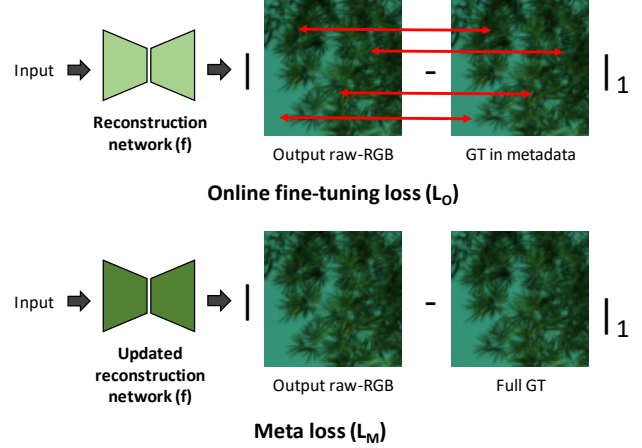 Input
| - | 1
Reconstruction
network (f)
Output raw-RGB
GT in metadata
Online fine-tuning loss (LO)
Input
| - | 1
Updated
reconstruction
network (f)
Output raw-RGB
Full GT
Meta loss (LM)